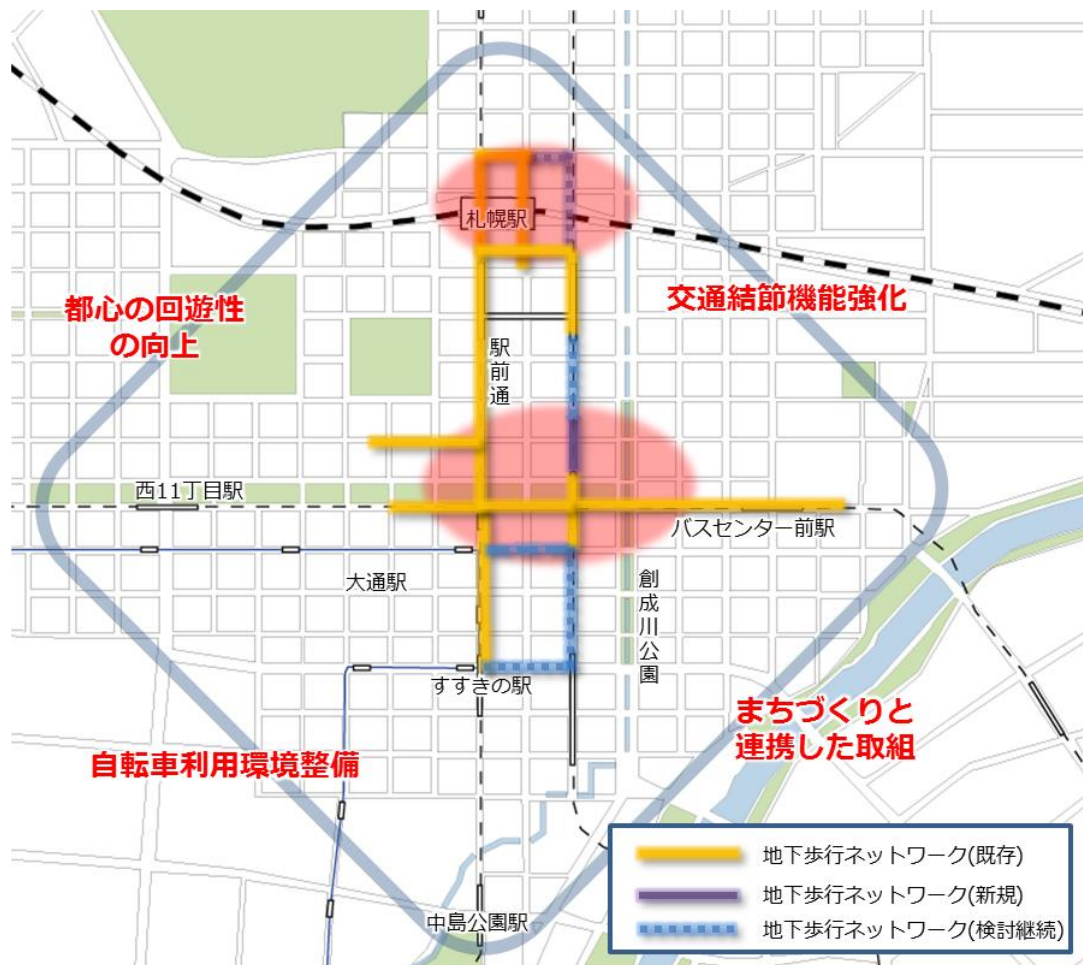 札幌駅
都心の回遊性
の向上
交通結節機能強化
駅前通
西11丁目駅
バスセンター前駅
大通駅
創成川公園
すすきの駅
まちづくりと
連携した取組
自転車利用環境整備
中島公園駅
地下歩行ネットワーク(既存)
地下歩行ネットワーク(新規)
地下歩行ネットワーク(検討継続)